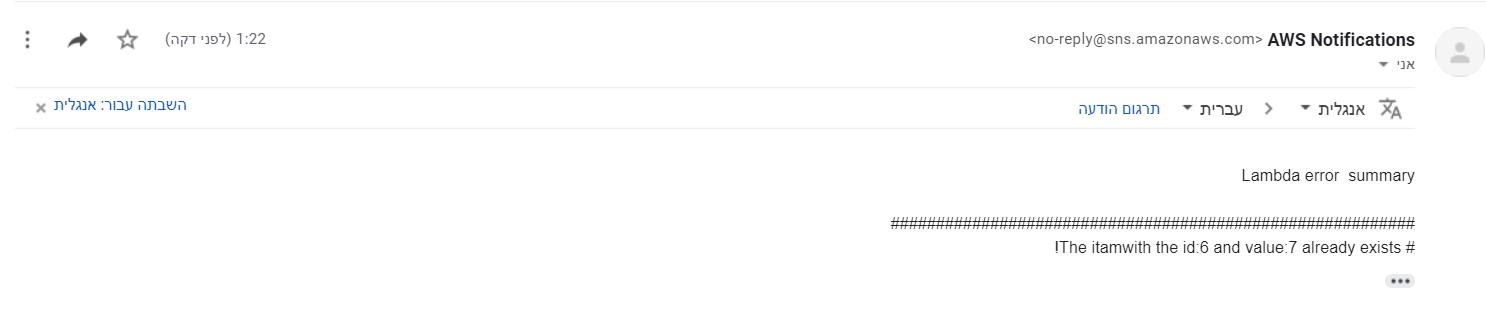 AWS Notifications <no-reply@sns.amazonaws.com>
1:22 (לפני דקה)
אני
אנגלית
עברית
תרגום הודעה
השבתה עבור: אנגלית
Lambda error  summary
##########################################################
# The itamwith the id:6 and value:7 already exists!